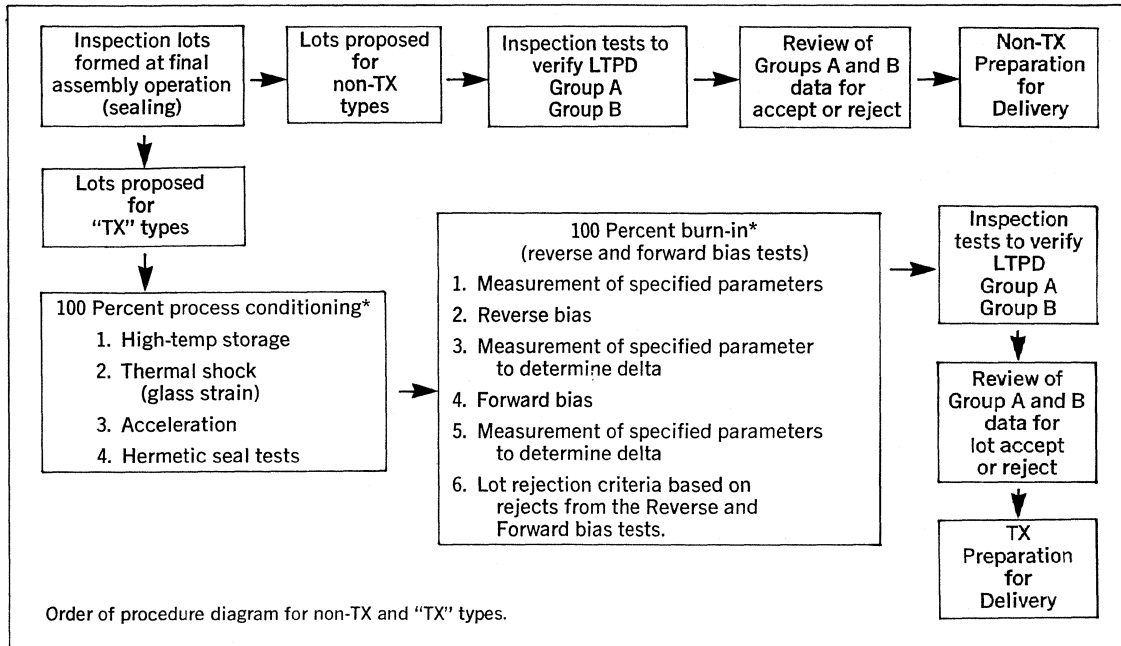 Inspection lots
formed at final
assembly operation
(sealing)
Lots proposed
for
non-TX
types
Inspection tests to
verify LTPD
Group A
Group B
Review of
Groups A and B
data for
accept or reject
Non-TX
Preparation
for
Delivery
Lots proposed
for
“TX” types
100 Percent process conditioning*
1. High-temp storage
2. Thermal shock
(glass strain)
3. Acceleration
4. Hermetic seal tests
100 Percent burn-in*
(reverse and forward bias tests)
1. Measurement of specified parameters
2. Reverse bias
3. Measurement of specified parameter
to determine delta
4. Forward bias
5. Measurement of specified parameters
to determine delta
6. Lot rejection criteria based on
rejects from the Reverse and
Forward bias tests.
Inspection
tests to verify
LTPD
Group A
Group B
Review of
Group A and B
data for
lot accept
or reject
TX
Preparation
for
Delivery
Order of procedure diagram for non-TX and “TX” types.